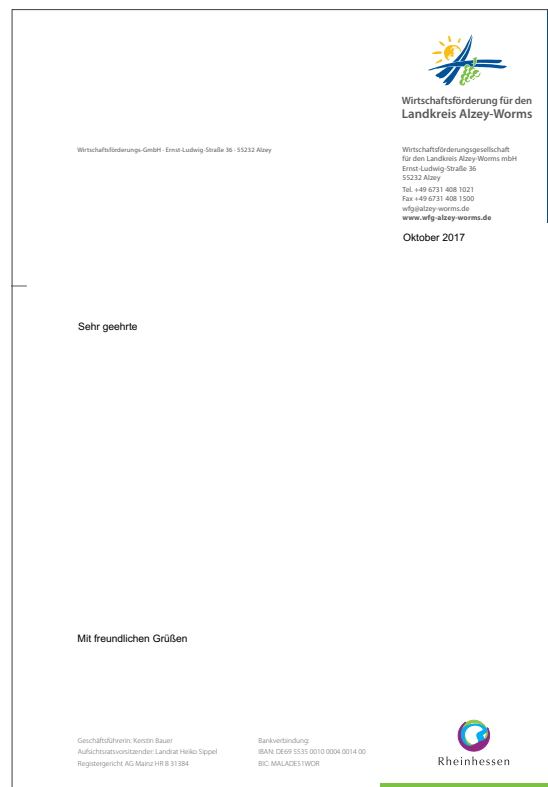 Wirtschaftsförderung für den
Landkreis Alzey-Worms
Wirtschaftsförderungs-GmbH · Ernst-Ludwig-Straße 36 · 55232 Alzey
Wirtschaftsförderungsgesellschaft
für den Landkreis Alzey-Worms mbH
Ernst-Ludwig-Straße 36
55232 Alzey
Tel. +49 6731 408 1021
Fax +49 6731 408 1500
wfg@alzey-worms.de
www.wfg-alzey-worms.de
Oktober 2017
Sehr geehrte
Mit freundlichen Grüßen
Geschäftsführerin: Kerstin Bauer
Aufsichtsratsvorsitzender: Landrat Heiko Sippel
Registergericht AG Mainz HR B 31384
Bankverbindung:
IBAN: DE69 5535 0010 0004 0014 00
BIC: MALADE51WOR
Rheinhessen